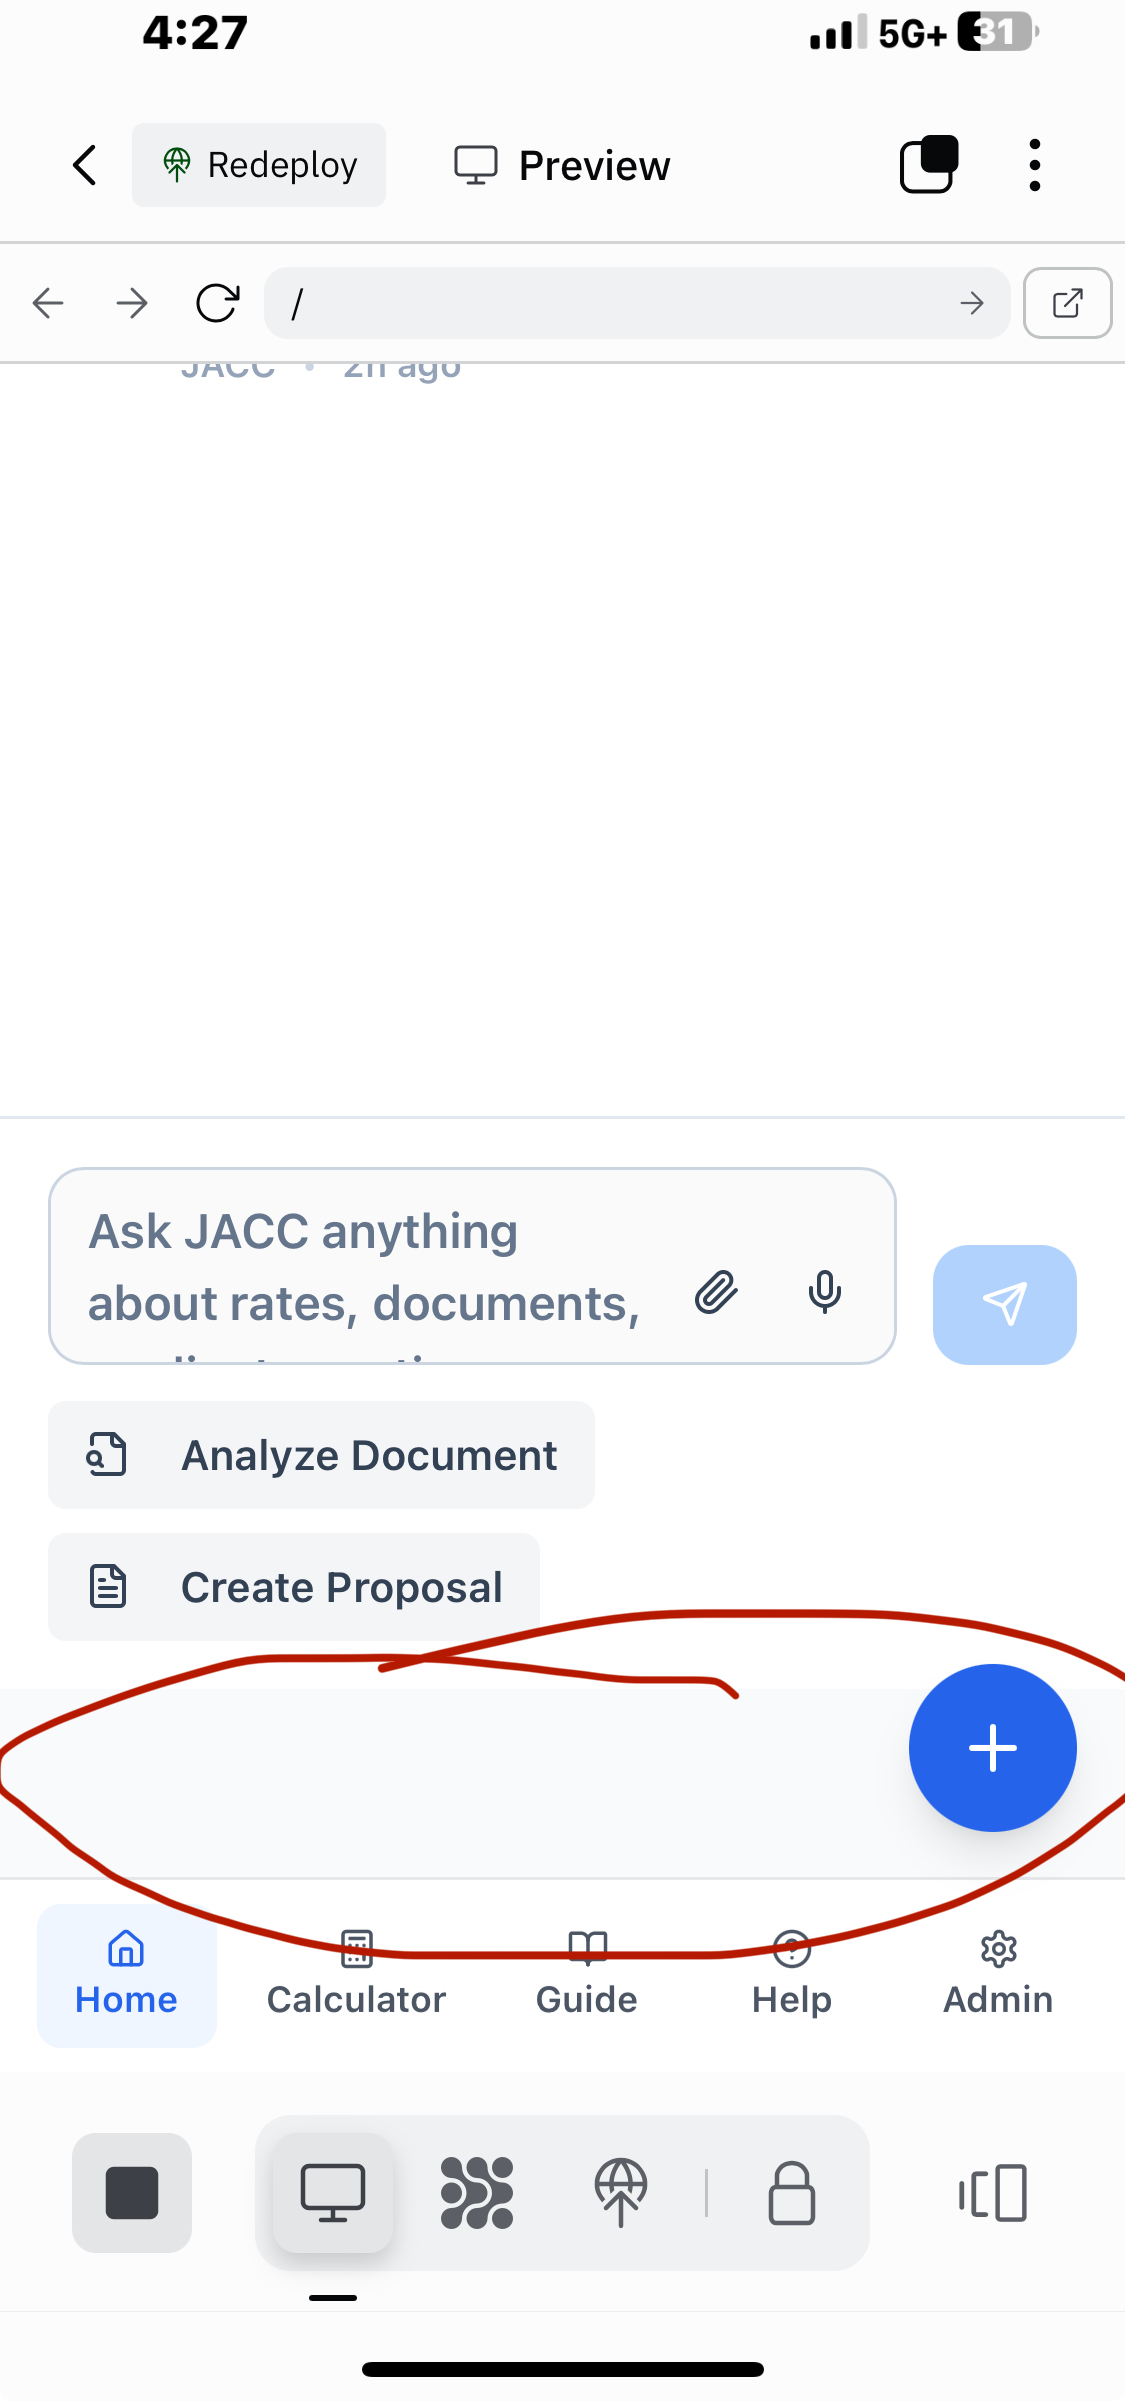 4:27
5G+ 31
Redeploy
Preview
/
JACC • 2h ago
Ask JACC anything
about rates, documents,
Analyze Document
Create Proposal
Home
Calculator
Guide
Help
Admin